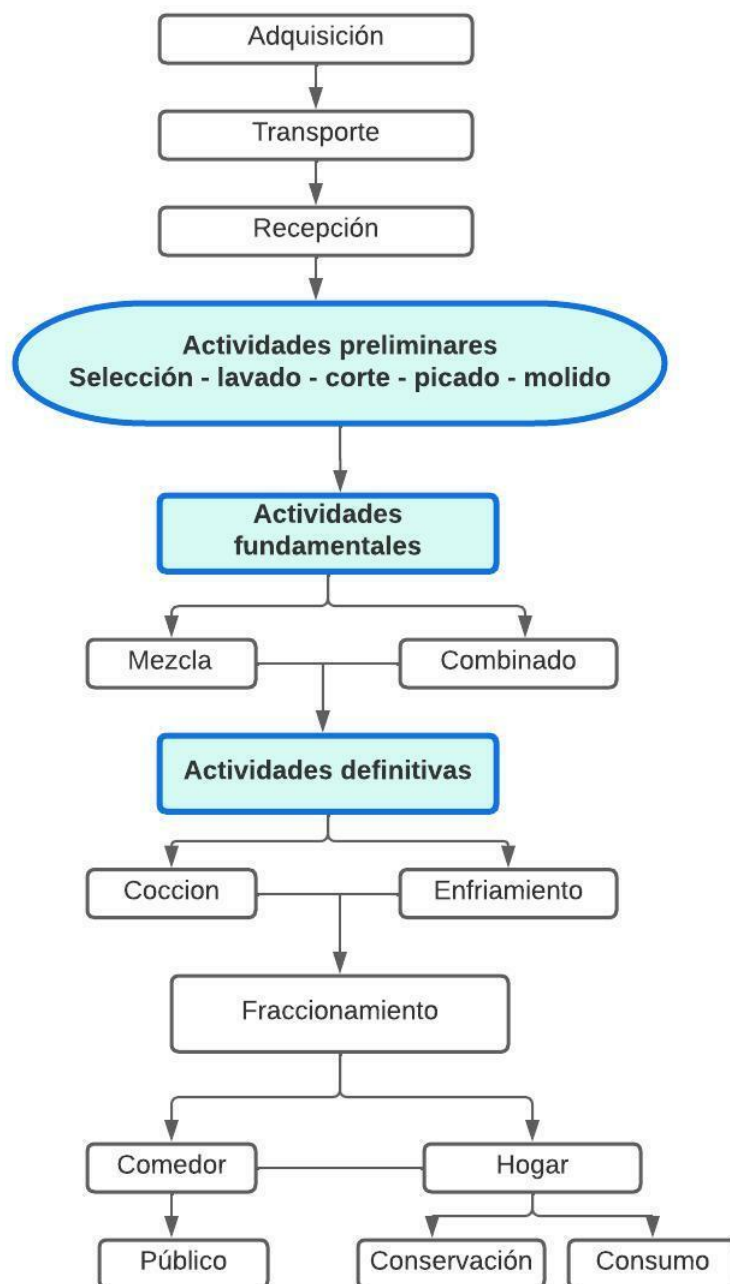 Adquisición
Transporte
Recepción
Actividades preliminares
Selección - lavado - corte - picado - molido
Actividades
fundamentales
Mezcla
Combinado
Actividades definitivas
Coccion
Enfriamiento
Fraccionamiento
Comedor
Hogar
Público
Conservación
Consumo